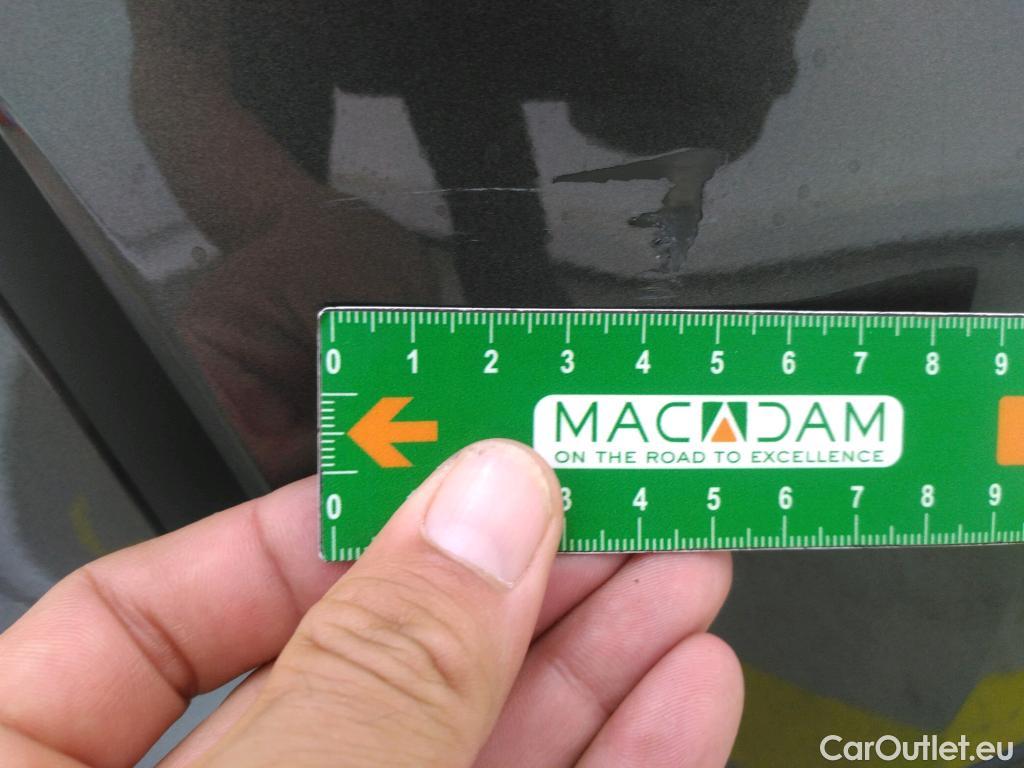 0 1 2 3 4 5 6 7 8 9
MACADAM
ON THE ROAD TO EXCELLENCE
0 3 4 5 6 7 8 9
CarOutlet.eu